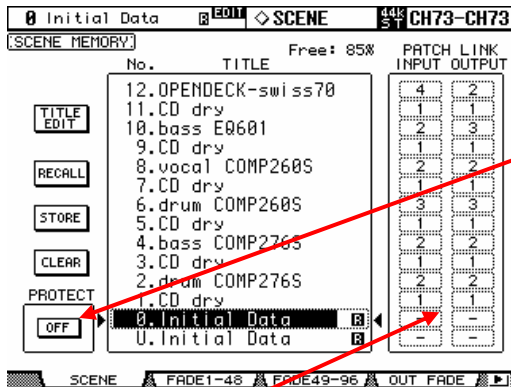 0 Initial Data R EDIT ◇SCENE 44k ST CH73-CH73
SCENE MEMORY
Free: 85%
PATCH LINK
No. TITLE INPUT OUTPUT
12.OPENDECK-swiss70 4 2
11.CD dry 1 1
10.bass EQ601 2 3
9.CD dry 1 1
8.vocal COMP260S 2 2
7.CD dry 1 1
6.drum COMP260S 3 3
5.CD dry 1 1
4.bass COMP276S 2 2
3.CD dry 1 1
2.drum COMP276S 2 2
1.CD dry 1 1
0.Initial Data R - -
U.Initial Data R - -
TITLE EDIT
RECALL
STORE
CLEAR
PROTECT
OFF
SCENE FADE1-48 FADE49-96 OUT FADE